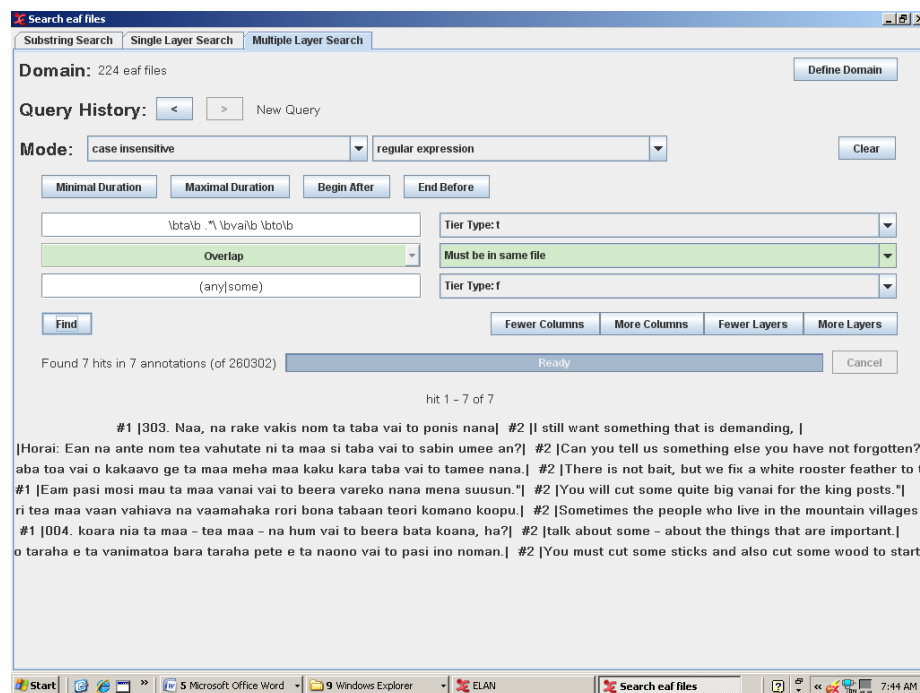 Search eaf files
Substring Search Single Layer Search Multiple Layer Search
Domain: 224 eaf files Define Domain
Query History: < > New Query
Mode: case insensitive regular expression Clear
Minimal Duration Maximal Duration Begin After End Before
\bta\b .*\ \bvai\b \bto\b Tier Type: t
Overlap Must be in same file
(any|some) Tier Type: f
Find Fewer Columns More Columns Fewer Layers More Layers
Found 7 hits in 7 annotations (of 260302) Ready Cancel
hit 1 - 7 of 7
#1 |303. Naa, na rake vakis nom ta taba vai to ponis nana| #2 |I still want something that is demanding, |
|Horai: Ean na ante nom tea vahutate ni ta maa si taba vai to sabin umee an?| #2 |Can you tell us something else you have not forgotten?
aba toa vai o kakaavo ge ta maa meha maa kaku kara taba vai to tamee nana.| #2 |There is not bait, but we fix a white rooster feather to t
#1 |Eam pasi mosi mau ta maa vanai vai to beera vareko nana mena suusun."| #2 |You will cut some quite big vanai for the king posts."|
ri tea maa vaan vahiava na vaamahaka rori bona tabaan teori komano koopu.| #2 |Sometimes the people who live in the mountain villages
#1 |004. koara nia ta maa - tea maa - na hum vai to beera bata koana, ha?| #2 |talk about some - about the things that are important.|
o taraha e ta vanimatoa bara taraha pete e ta naono vai to pasi ino noman.| #2 |You must cut some sticks and also cut some wood to start
Start » 5 Microsoft Office Word 9 Windows Explorer ELAN Search eaf files « 7:44 AM